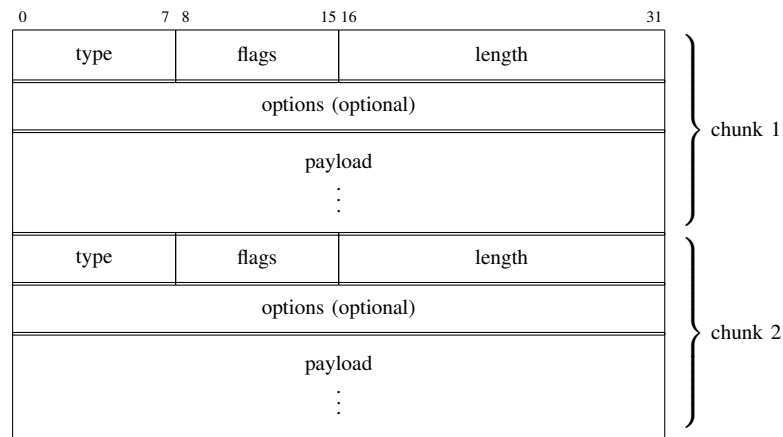 0 7 8 15 16 31
type flags length
options (optional)
chunk 1
payload
type flags length
options (optional)
chunk 2
payload